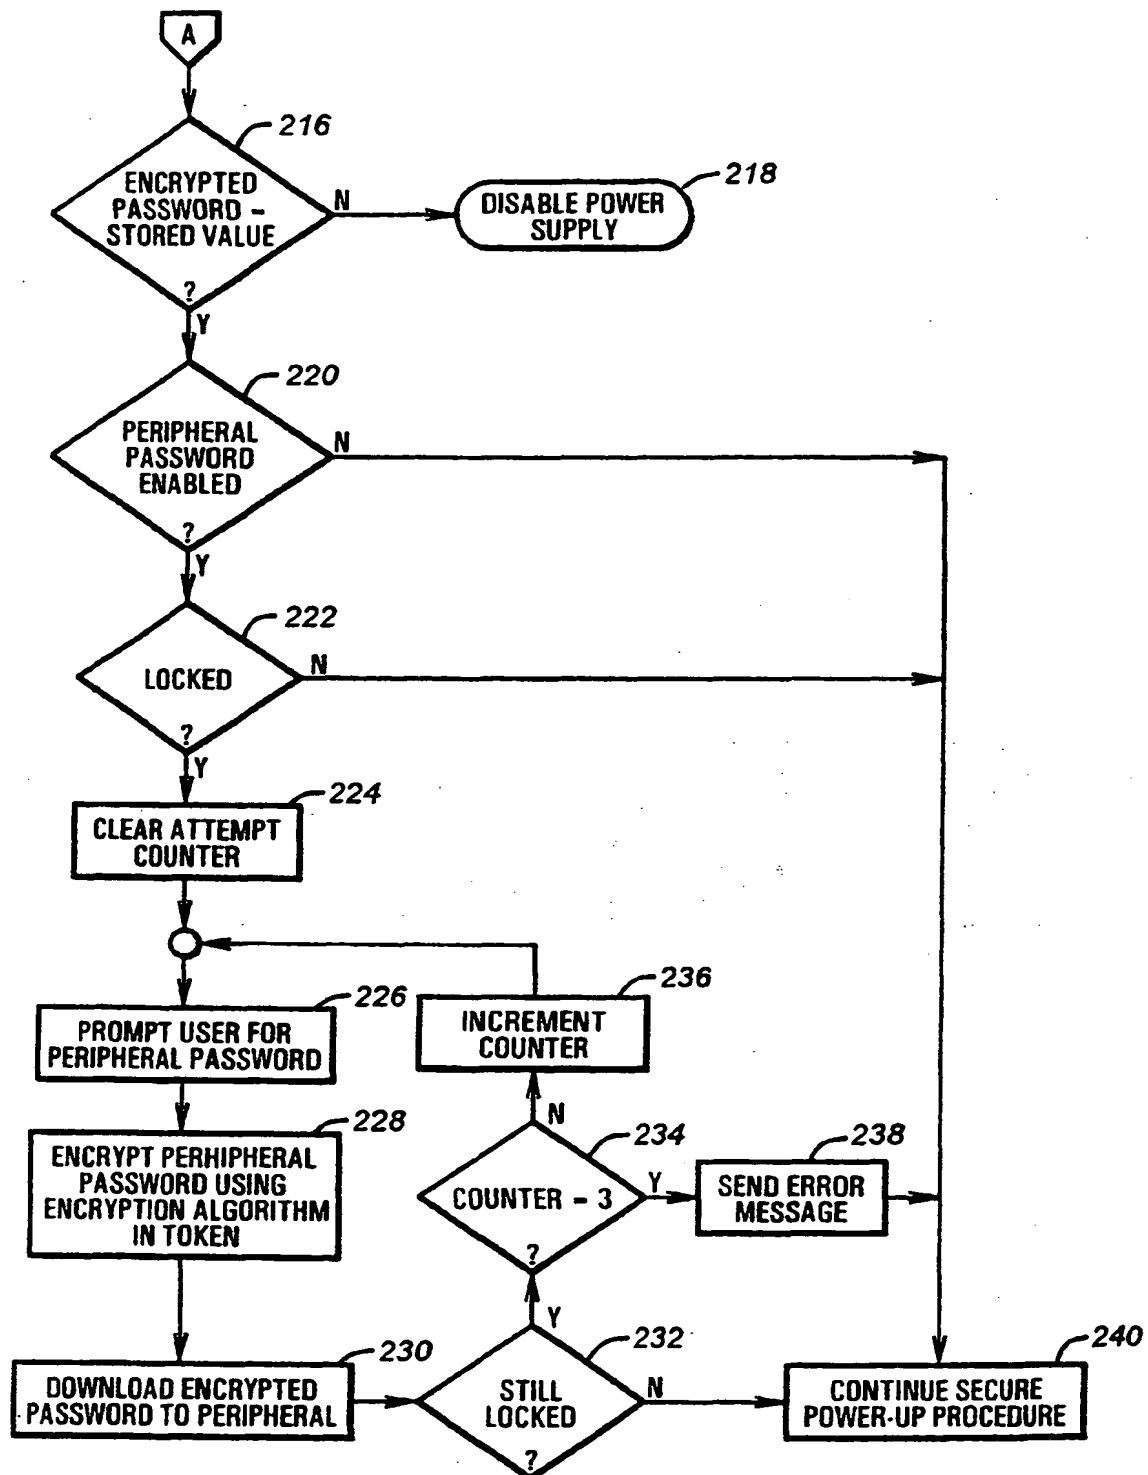 A
216
ENCRYPTED
PASSWORD -
STORED VALUE
?
N
Y
218
DISABLE POWER
SUPPLY
220
PERIPHERAL
PASSWORD
ENABLED
?
N
Y
222
LOCKED
?
N
Y
224
CLEAR ATTEMPT
COUNTER
226
PROMPT USER FOR
PERIPHERAL PASSWORD
228
ENCRYPT PERHIPHERAL
PASSWORD USING
ENCRYPTION ALGORITHM
IN TOKEN
230
DOWNLOAD ENCRYPTED
PASSWORD TO PERIPHERAL
232
STILL
LOCKED
?
Y
N
234
COUNTER - 3
?
N
Y
236
INCREMENT
COUNTER
238
SEND ERROR
MESSAGE
240
CONTINUE SECURE
POWER-UP PROCEDURE